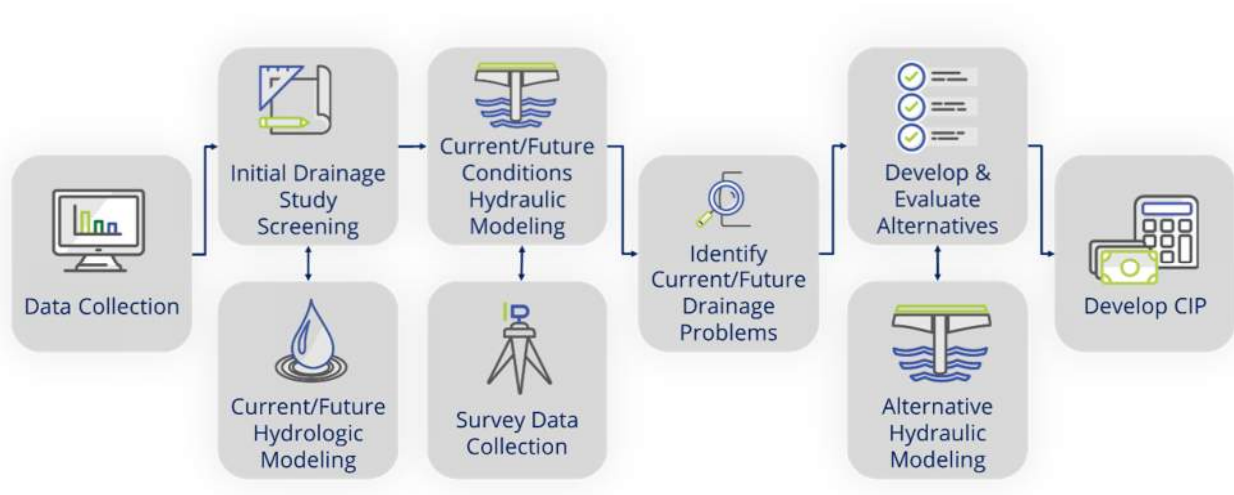 Data Collection
Initial Drainage
Study
Screening
Current/Future
Hydrologic
Modeling
Current/Future
Conditions
Hydraulic
Modeling
Survey Data
Collection
Identify
Current/Future
Drainage
Problems
Develop &
Evaluate
Alternatives
Alternative
Hydraulic
Modeling
Develop CIP